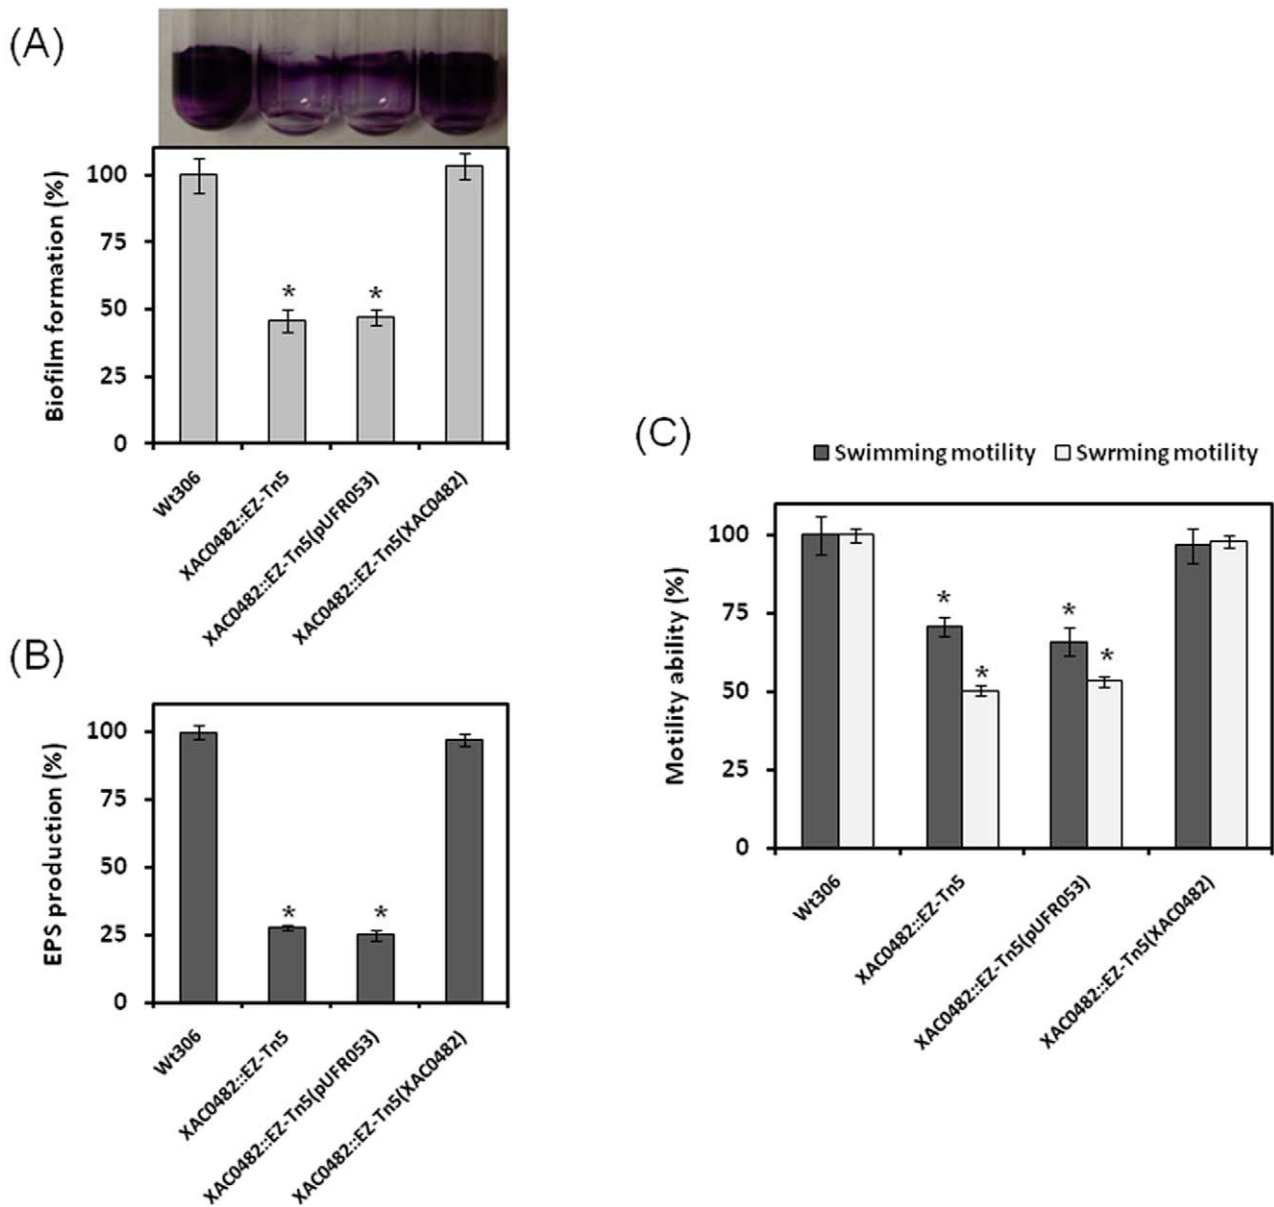 (A)
100
75
50
25
0
Biofilm formation (%)
*
*
Wt306
XAC0482::EZ-Tn5
XAC0482::EZ-Tn5(pUFR053)
XAC0482::EZ-Tn5(XAC0482)
(B)
100
75
50
25
0
EPS production (%)
*
*
Wt306
XAC0482::EZ-Tn5
XAC0482::EZ-Tn5(pUFR053)
XAC0482::EZ-Tn5(XAC0482)
(C)
Swimming motility Swrming motility
100
75
50
25
0
Motility ability (%)
*
*
*
*
Wt306
XAC0482::EZ-Tn5
XAC0482::EZ-Tn5(pUFR053)
XAC0482::EZ-Tn5(XAC0482)